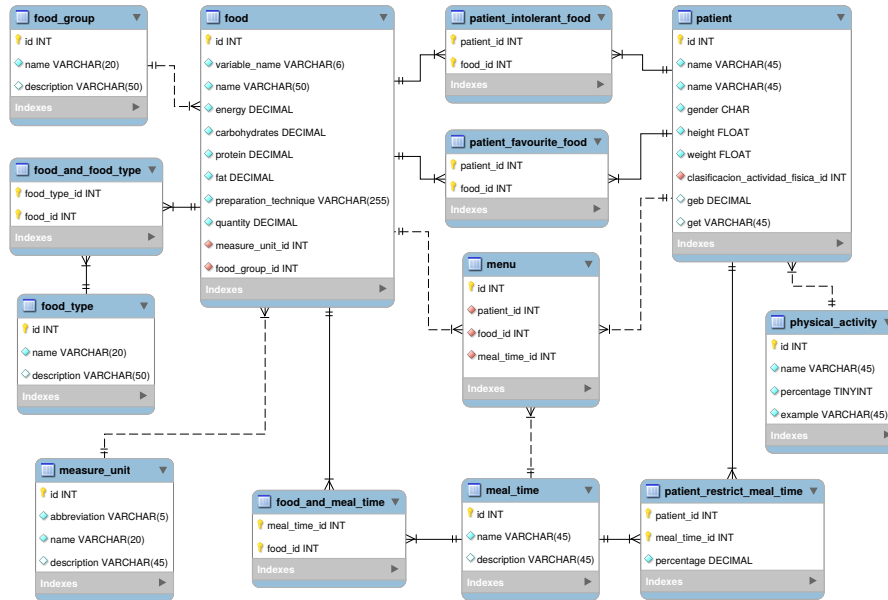 food_group
id INT
name VARCHAR(20)
description VARCHAR(50)
Indexes
food
id INT
variable_name VARCHAR(6)
name VARCHAR(50)
energy DECIMAL
carbohydrates DECIMAL
protein DECIMAL
fat DECIMAL
preparation_technique VARCHAR(255)
quantity DECIMAL
measure_unit_id INT
food_group_id INT
Indexes
patient_intolerant_food
patient_id INT
food_id INT
Indexes
patient
id INT
name VARCHAR(45)
name VARCHAR(45)
gender CHAR
height FLOAT
weight FLOAT
clasificacion_actividad_fisica_id INT
geb DECIMAL
get VARCHAR(45)
Indexes
food_and_food_type
food_type_id INT
food_id INT
Indexes
patient_favourite_food
patient_id INT
food_id INT
Indexes
food_type
id INT
name VARCHAR(20)
description VARCHAR(50)
Indexes
menu
id INT
patient_id INT
food_id INT
meal_time_id INT
Indexes
physical_activity
id INT
name VARCHAR(45)
percentage TINYINT
example VARCHAR(45)
Indexes
measure_unit
id INT
abbreviation VARCHAR(5)
name VARCHAR(20)
description VARCHAR(45)
Indexes
food_and_meal_time
meal_time_id INT
food_id INT
Indexes
meal_time
id INT
name VARCHAR(45)
description VARCHAR(45)
Indexes
patient_restrict_meal_time
patient_id INT
meal_time_id INT
percentage DECIMAL
Indexes